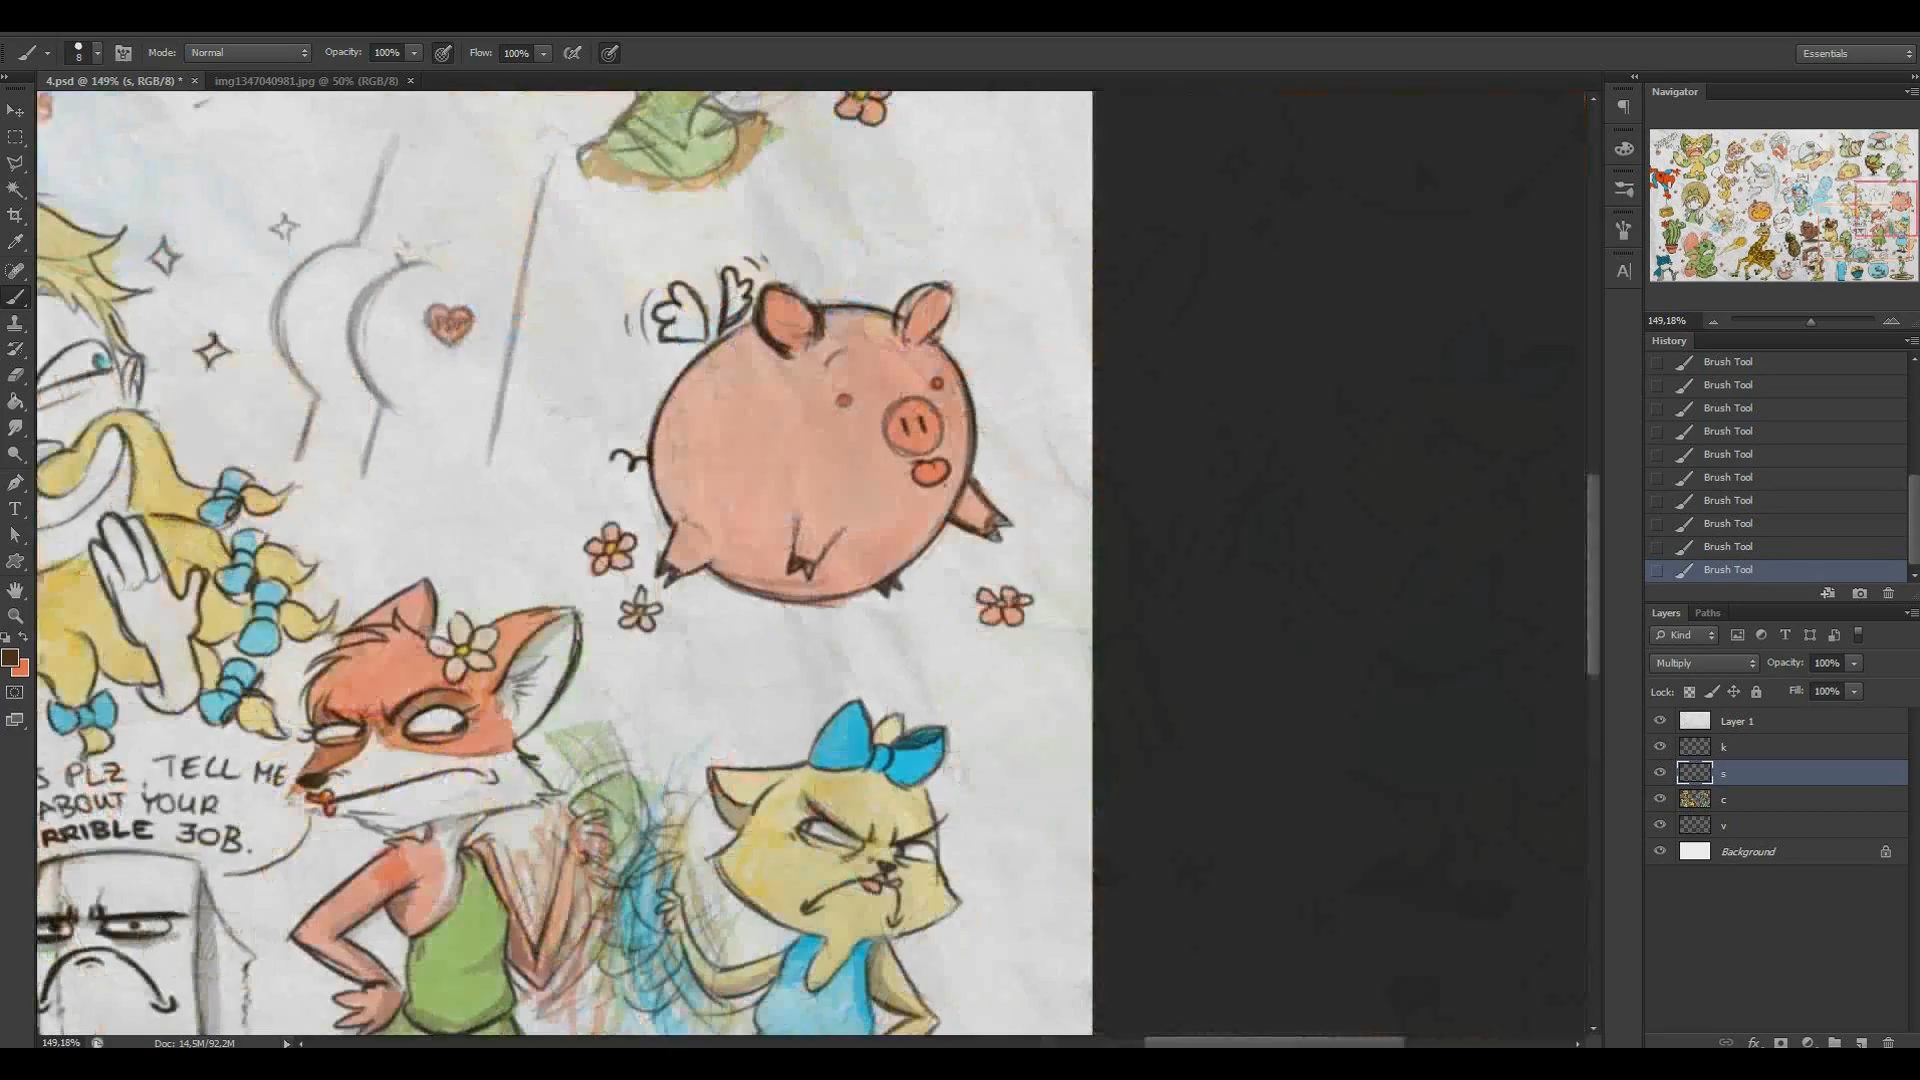 8
Mode:
Normal
Opacity:
100%
Flow:
100%
Essentials
4.psd @ 149% (s, RGB/8) *
×
img1347040981.jpg @ 50% (RGB/8)
×
Navigator
149,18%
History
Brush Tool
Brush Tool
Brush Tool
Brush Tool
Brush Tool
Brush Tool
Brush Tool
Brush Tool
Brush Tool
Brush Tool
Layers
Paths
Kind
Multiply
Opacity:
100%
Lock:
Fill:
100%
Layer 1
k
s
c
v
Background
S PLZ, TELL ME
ABOUT YOUR
RRIBLE JOB.
149,18%
Doc: 14,5M/92,2M